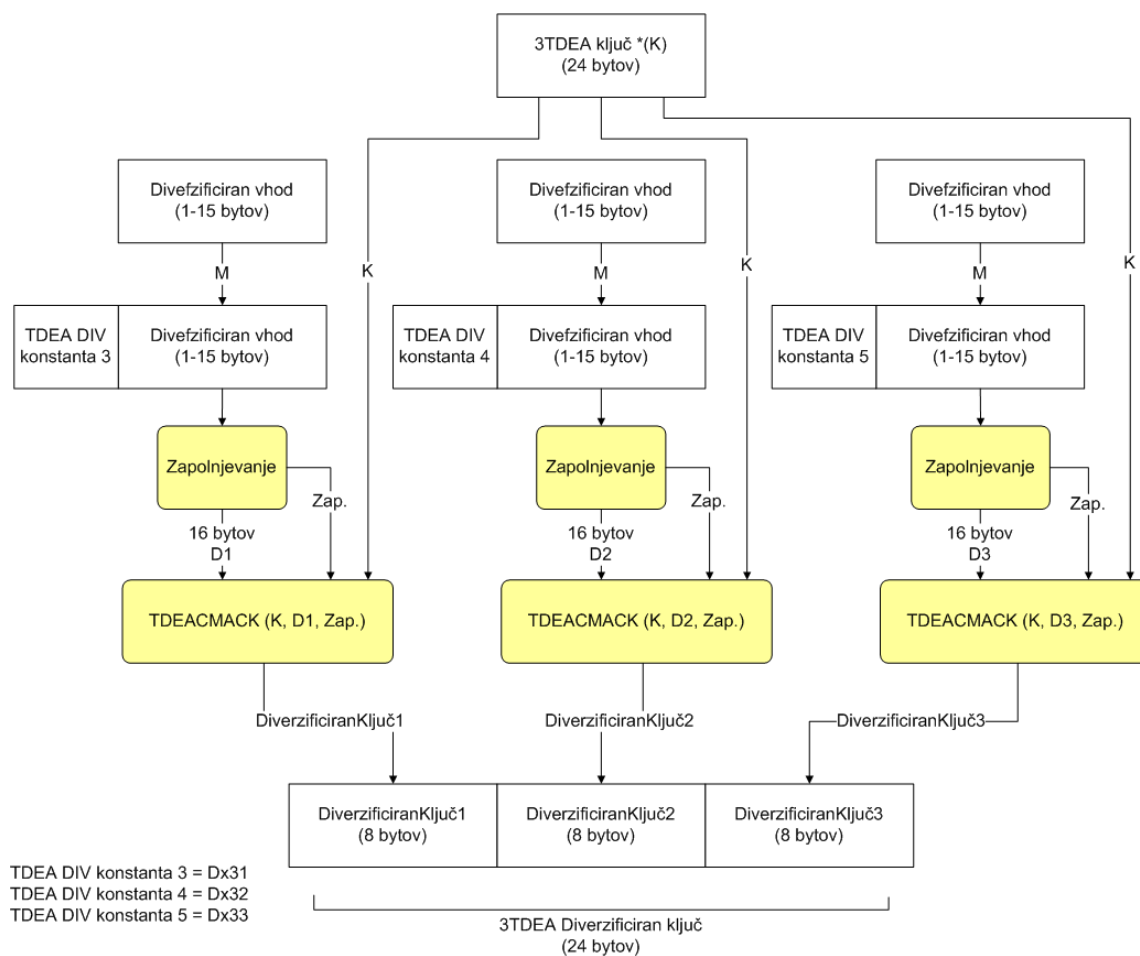 3TDEA ključ *(K)
(24 bytov)
Divefzificiran vhod
(1-15 bytov)
Divefzificiran vhod
(1-15 bytov)
Divefzificiran vhod
(1-15 bytov)
M
K
M
K
M
K
TDEA DIV
konstanta 3
Divefzificiran vhod
(1-15 bytov)
TDEA DIV
konstanta 4
Divefzificiran vhod
(1-15 bytov)
TDEA DIV
konstanta 5
Divefzificiran vhod
(1-15 bytov)
Zapolnjevanje
Zapolnjevanje
Zapolnjevanje
Zap.
Zap.
Zap.
16 bytov
D1
16 bytov
D2
16 bytov
D3
TDEACMACK (K, D1, Zap.)
TDEACMACK (K, D2, Zap.)
TDEACMACK (K, D3, Zap.)
DiverzificiranKljuč1
DiverzificiranKljuč2
DiverzificiranKljuč3
DiverzificiranKljuč1
(8 bytov)
DiverzificiranKljuč2
(8 bytov)
DiverzificiranKljuč3
(8 bytov)
TDEA DIV konstanta 3 = Dx31
TDEA DIV konstanta 4 = Dx32
TDEA DIV konstanta 5 = Dx33
3TDEA Diverzificiran ključ
(24 bytov)